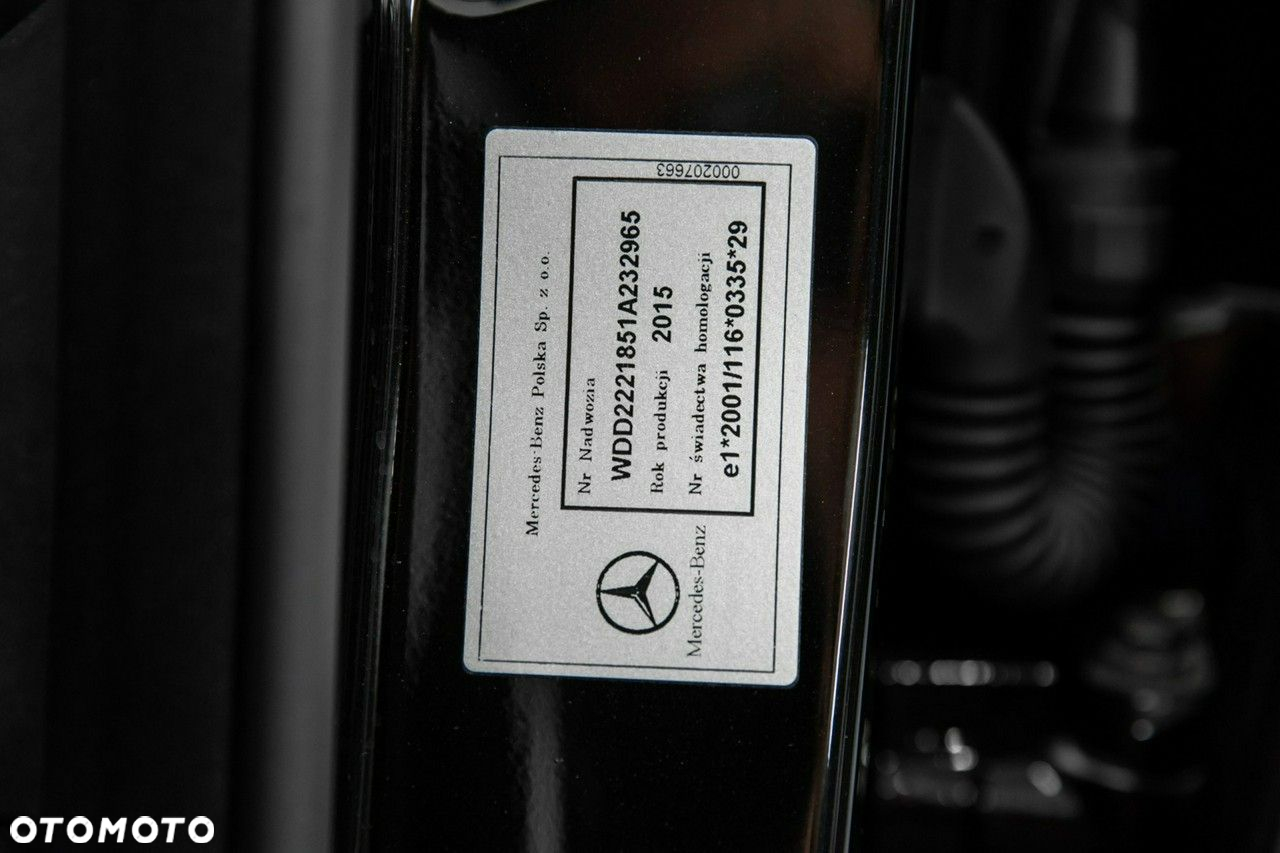 Mercedes-Benz Polska Sp. z o.o.
Nr Nadwozia
WDD2221851A232965
Rok produkcji 2015
Nr świadectwa homologacji
e1*2001/116*0335*29
000207663
Mercedes-Benz
OTOMOTO